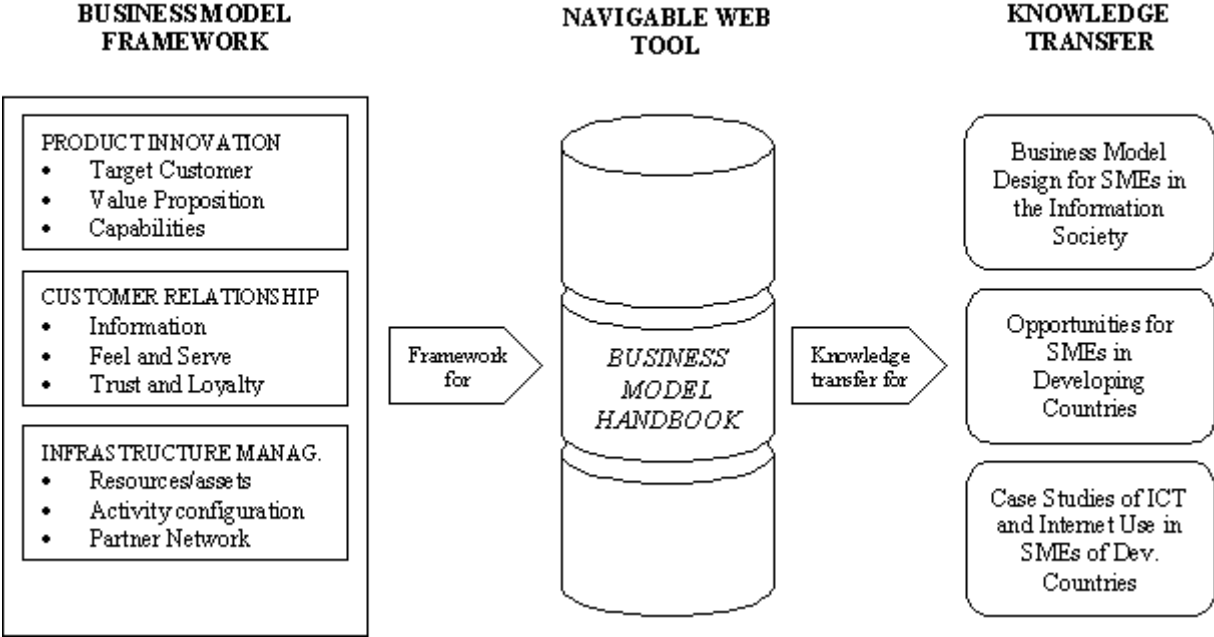 BUSINESS MODEL
FRAMEWORK
PRODUCT INNOVATION
• Target Customer
• Value Proposition
• Capabilities
CUSTOMER RELATIONSHIP
• Information
• Feel and Serve
• Trust and Loyalty
INFRASTRUCTURE MANAG.
• Resources/assets
• Activity configuration
• Partner Network
Framework
for
NAVIGABLE WEB
TOOL
BUSINESS
MODEL
HANDBOOK
Knowledge
transfer for
KNOWLEDGE
TRANSFER
Business Model
Design for SMEs in
the Information
Society
Opportunities for
SMEs in
Developing
Countries
Case Studies of ICT
and Internet Use in
SMEs of Dev.
Countries